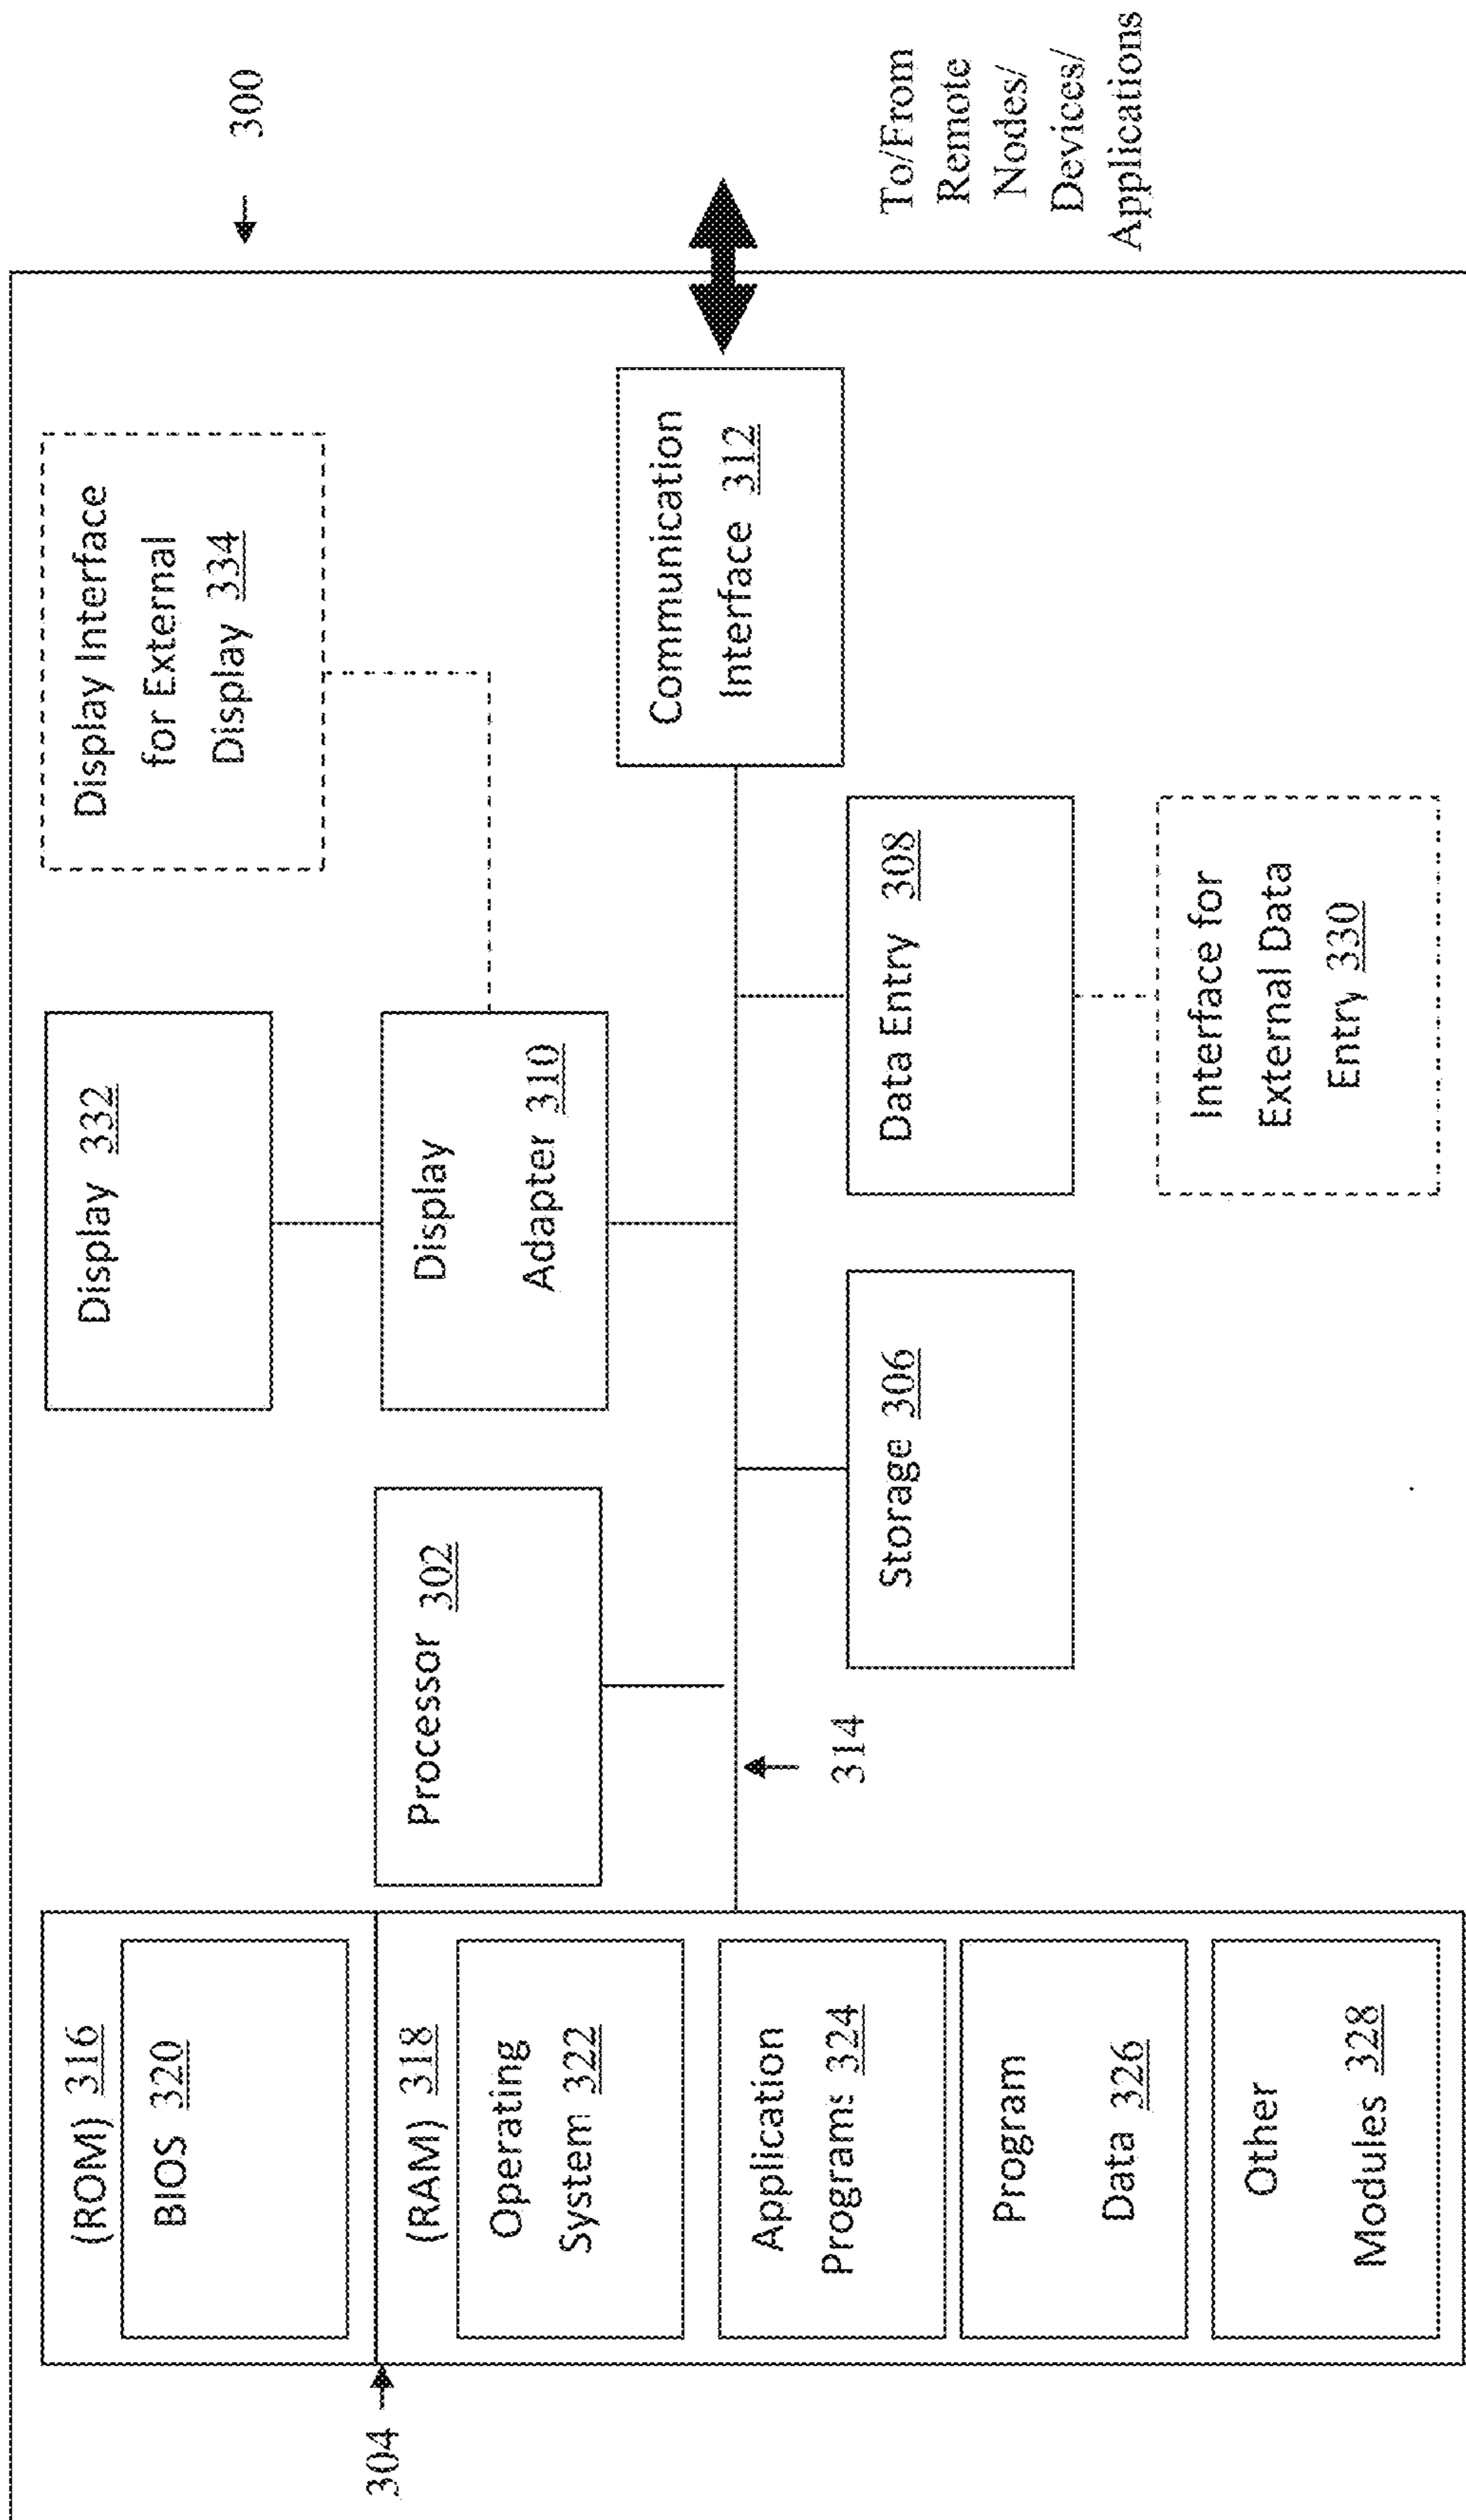 300
(ROM) 316
BIOS 320
304
(RAM) 318
Operating
System 322
Application
Programs 324
Program
Data 326
Other
Modules 328
Processor 302
314
Display 332
Display
Adapter 310
Storage 306
Display Interface
for External
Display 334
Data Entry 308
Interface for
External Data
Entry 330
Communication
Interface 312
To/From
Remote
Nodes/
Devices/
Applications